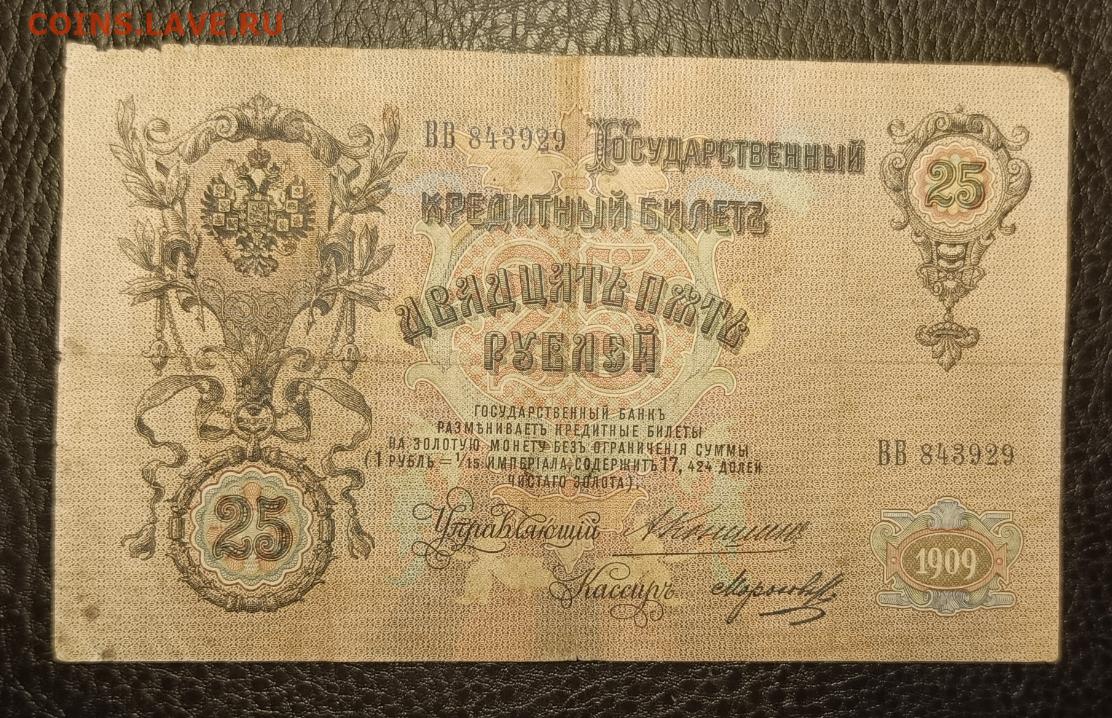 COINS.LAVE.RU
ВВ 843929 Государственный
Кредитный Билетъ
Двадцать пять
рублей
25
Государственный Банкъ
размѣниваетъ кредитные билеты
на золотую монету безъ ограниченія суммы
(1 рубль = 1/15 имперіала, содержитъ 17,424 долей
чистаго золота).
ВВ 843929
Управляющій А Коншинъ
Кассиръ Морозовъ
25
1909